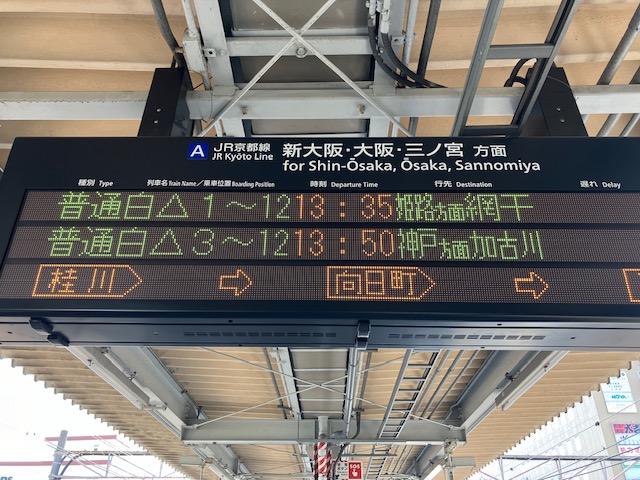 A JR京都線 新大阪・大阪・三ノ宮 方面
JR Kyōto Line for Shin-Ōsaka, Ōsaka, Sannomiya
種別 Type 列車名 Train Name／乗車位置 Boarding Position 時刻 Departure Time 行先 Destination 遅れ Delay
普通 白△1～12 13:35 姫路方面網干
普通 白△3～12 13:50 神戸方面加古川
桂川 ⇨ 向日町 ⇨
SOS